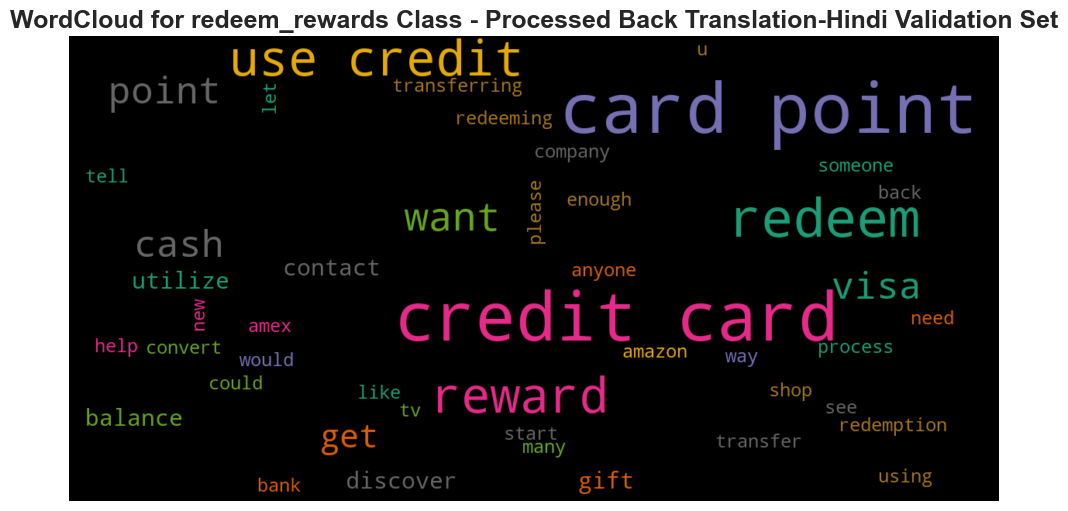 WordCloud for redeem_rewards Class - Processed Back Translation-Hindi Validation Set
use credit
u
point
let
transferring
card point
redeeming
company
someone
tell
back
please
enough
want
redeem
cash
contact
anyone
utilize
visa
new
amex
credit card
need
help
convert
would
amazon
way
process
could
like
reward
shop
tv
see
balance
get
start
many
transfer
redemption
bank
discover
gift
using